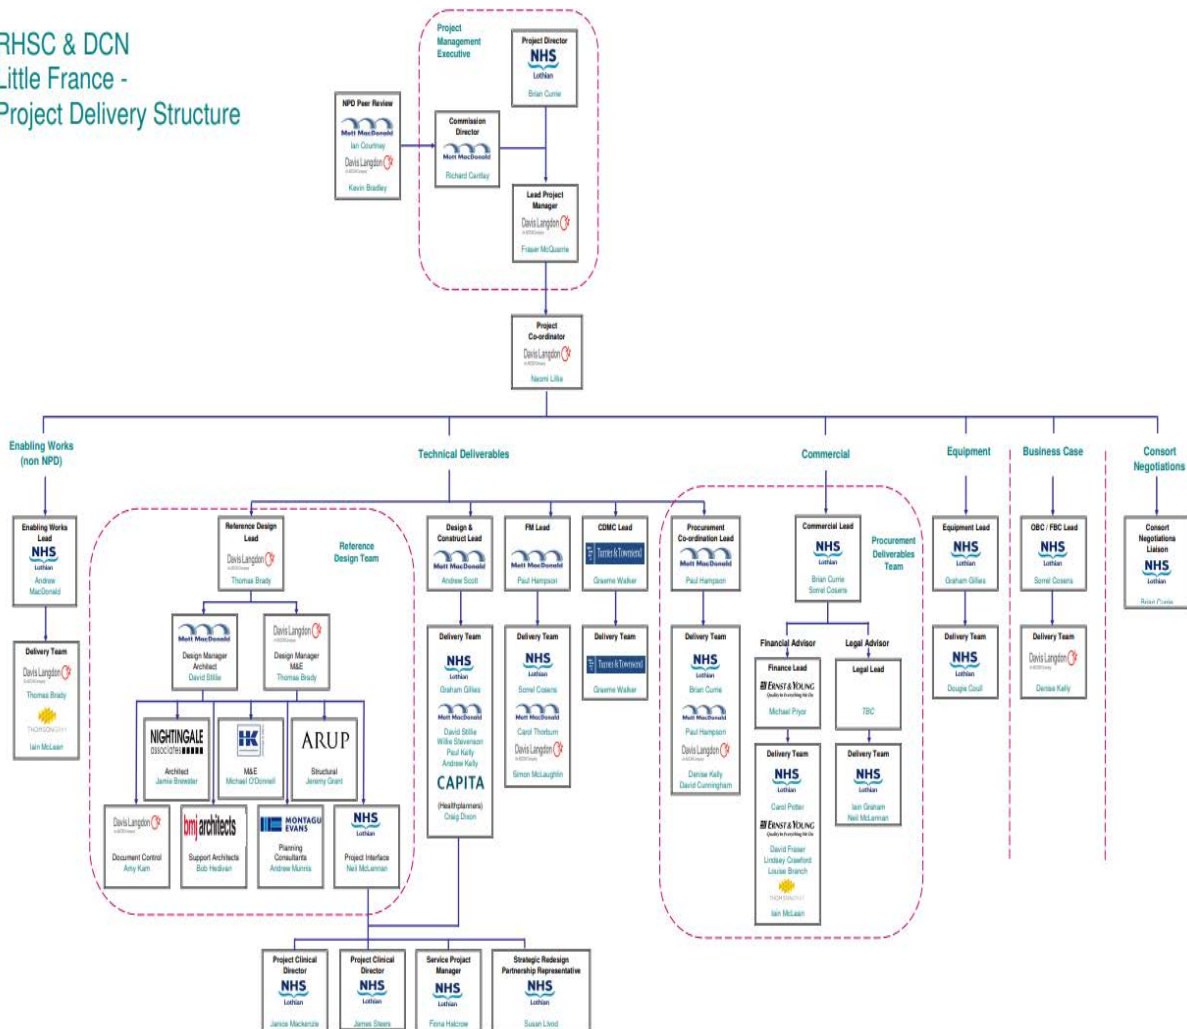 RHSC & DCN
Little France -
Project Delivery Structure
Project
Management
Executive
Project Director
NHS
Lothian
Brian Currie
NPD Peer Review
Mott MacDonald
Ian Courtney
Davis Langdon
Kevin Bradley
Commission
Director
Mott MacDonald
Richard Cantlay
Lead Project
Manager
Davis Langdon
Fraser McQuarrie
Project
Co-ordinator
Davis Langdon
Naomi Lillie
Enabling Works
(non NPD)
Technical Deliverables
Commercial
Equipment
Business Case
Consort
Negotiations
Enabling Works
Lead
NHS
Lothian
Andrew
MacDonald
Delivery Team
Davis Langdon
Thomas Brady
THOMSONGRAY
Iain McLean
Reference Design
Lead
Davis Langdon
Thomas Brady
Reference
Design Team
Mott MacDonald
Design Manager
Architect
David Stillie
Davis Langdon
Design Manager
M&E
Thomas Brady
NIGHTINGALE
associates
Architect
Jamie Brewster
HK
M&E
Michael O'Donnell
ARUP
Structural
Jeremy Grant
Davis Langdon
Document Control
Amy Kam
bmj architects
Support Architects
Bob Hedivan
MONTAGU
EVANS
Planning
Consultants
Andrew Munnis
NHS
Lothian
Project Interface
Neil McLennan
Design &
Construct Lead
Mott MacDonald
Andrew Scott
Delivery Team
NHS
Lothian
Graham Gillies
Mott MacDonald
David Stillie
Willie Stevenson
Paul Kelly
Andrew Kelly
CAPITA
(Healthplanners)
Craig Dixon
FM Lead
Mott MacDonald
Paul Hampson
Delivery Team
NHS
Lothian
Sorrel Cosens
Mott MacDonald
Carol Thorburn
Davis Langdon
Simon McLaughlin
CDMC Lead
Turner & Townsend
Graeme Walker
Delivery Team
Turner & Townsend
Graeme Walker
Procurement
Co-ordination Lead
Mott MacDonald
Paul Hampson
Delivery Team
NHS
Lothian
Brian Currie
Mott MacDonald
Paul Hampson
Davis Langdon
Denise Kelly
David Cunningham
Commercial Lead
NHS
Lothian
Brian Currie
Sorrel Cosens
Procurement
Deliverables
Team
Financial Advisor
Finance Lead
ERNST & YOUNG
Quality In Everything We Do
Michael Pryor
Delivery Team
NHS
Lothian
Carol Potter
ERNST & YOUNG
Quality In Everything We Do
David Fraser
Lindsey Crawford
Louise Branch
THOMSONGRAY
Iain McLean
Legal Advisor
Legal Lead
TBC
Delivery Team
NHS
Lothian
Iain Graham
Neil McLennan
Equipment Lead
NHS
Lothian
Graham Gillies
Delivery Team
NHS
Lothian
Dougie Coull
OBC / FBC Lead
NHS
Lothian
Sorrel Cosens
Delivery Team
Davis Langdon
Denise Kelly
Consort
Negotiations
Liaison
NHS
Lothian
Brian Currie
Project Clinical
Director
NHS
Lothian
Janice Mackenzie
Project Clinical
Director
NHS
Lothian
James Steers
Service Project
Manager
NHS
Lothian
Fiona Halcrow
Strategic Redesign
Partnership Representative
NHS
Lothian
Susan